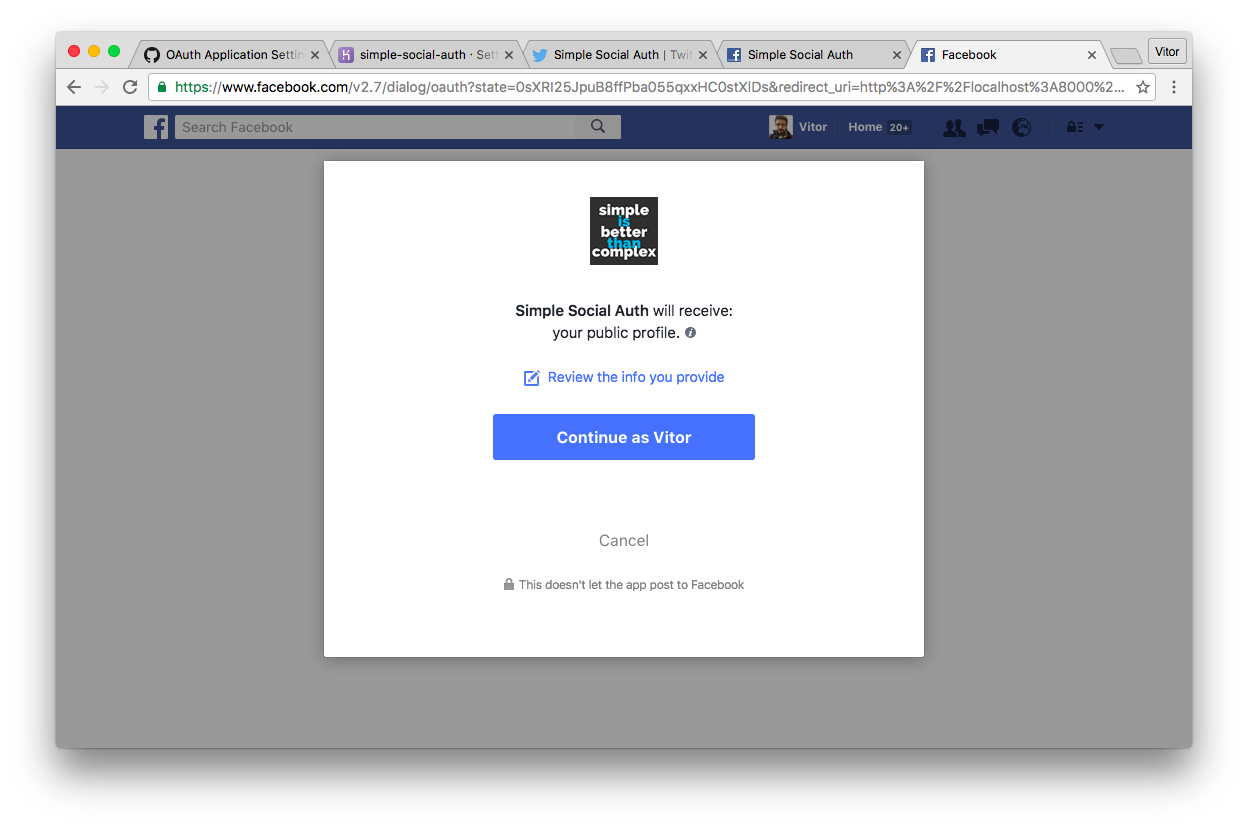 OAuth Application Settin
simple-social-auth · Sett
Simple Social Auth | Twit
Simple Social Auth
Facebook
Vitor
https://www.facebook.com/v2.7/dialog/oauth?state=0sXRI25JpuB8ffPba055qxxHC0stXIDs&redirect_uri=http%3A%2F%2Flocalhost%3A8000%2...
Search Facebook
Vitor
Home 20+
simple
is
better
than
complex
Simple Social Auth will receive:
your public profile.
Review the info you provide
Continue as Vitor
Cancel
This doesn't let the app post to Facebook